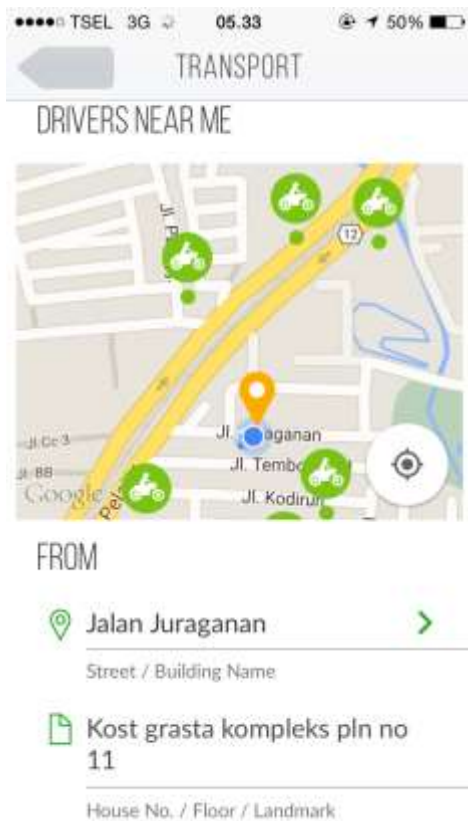 TSEL 3G 05.33 50%
TRANSPORT
DRIVERS NEAR ME
12
Jl. Cc 3
Jl. Tembo
Jl. BB
Google
Jl. Kodirun
FROM
Jalan Juraganan
Street / Building Name
Kost grasta kompleks pln no
11
House No. / Floor / Landmark